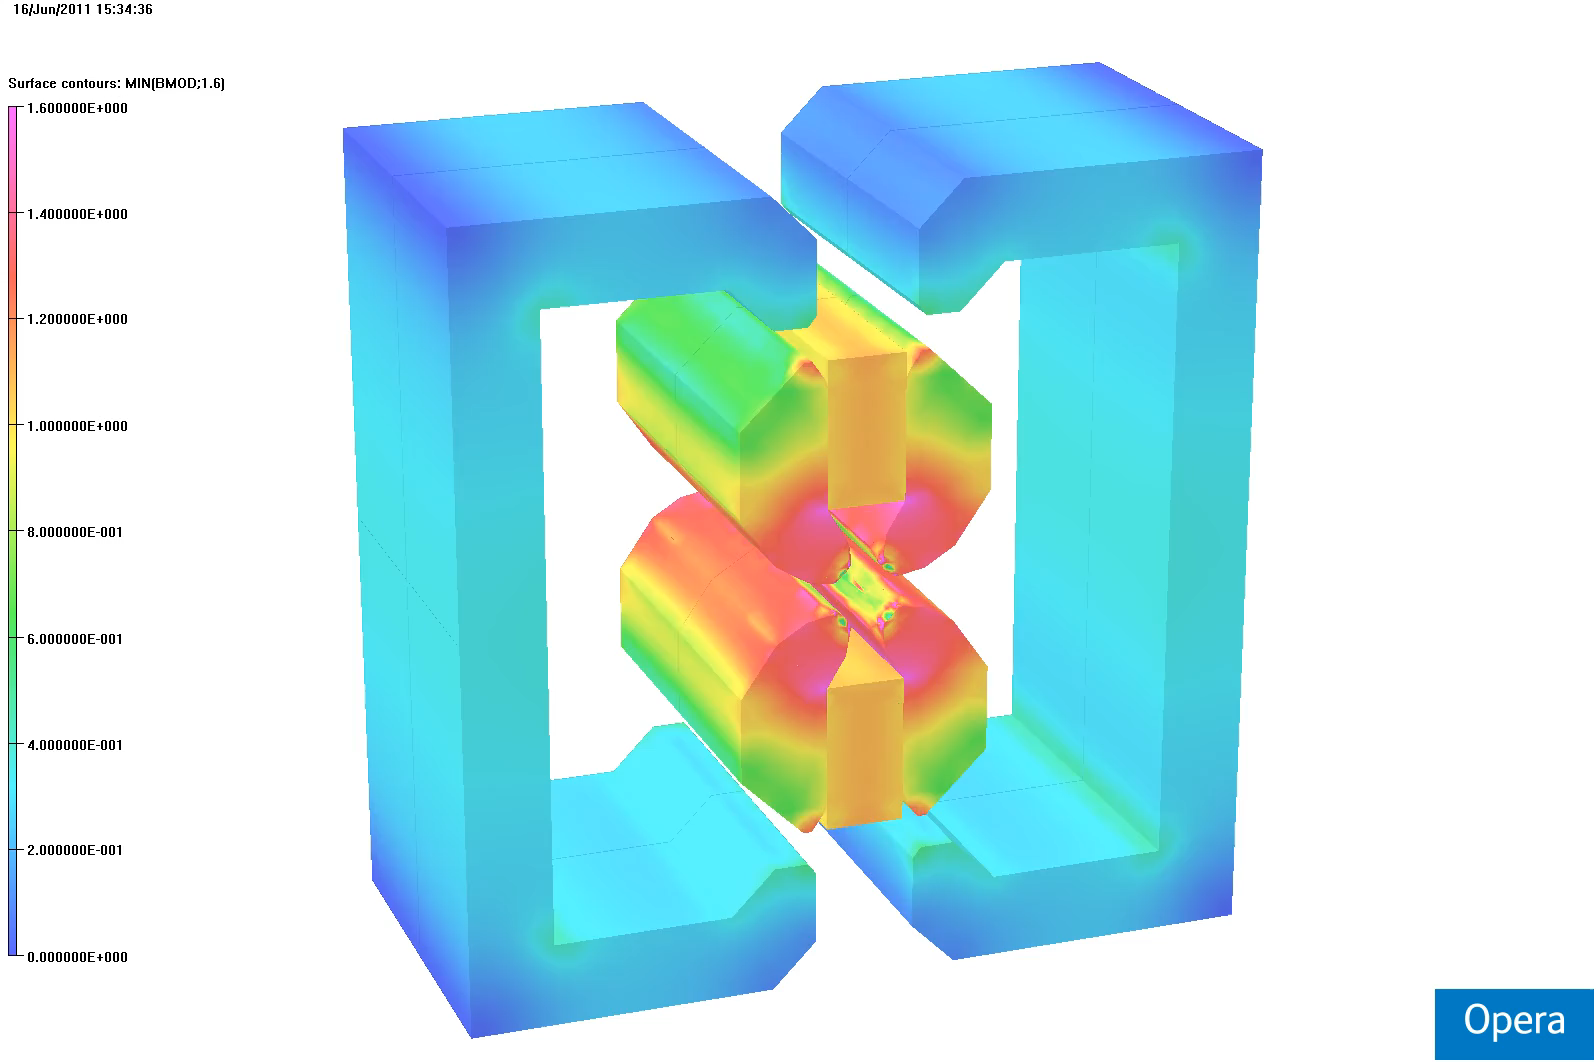 16/Jun/2011 15:34:36
Surface contours: MIN(BMOD;1.6)
1.600000E+000
1.400000E+000
1.200000E+000
1.000000E+000
8.000000E-001
6.000000E-001
4.000000E-001
2.000000E-001
0.000000E+000
Opera